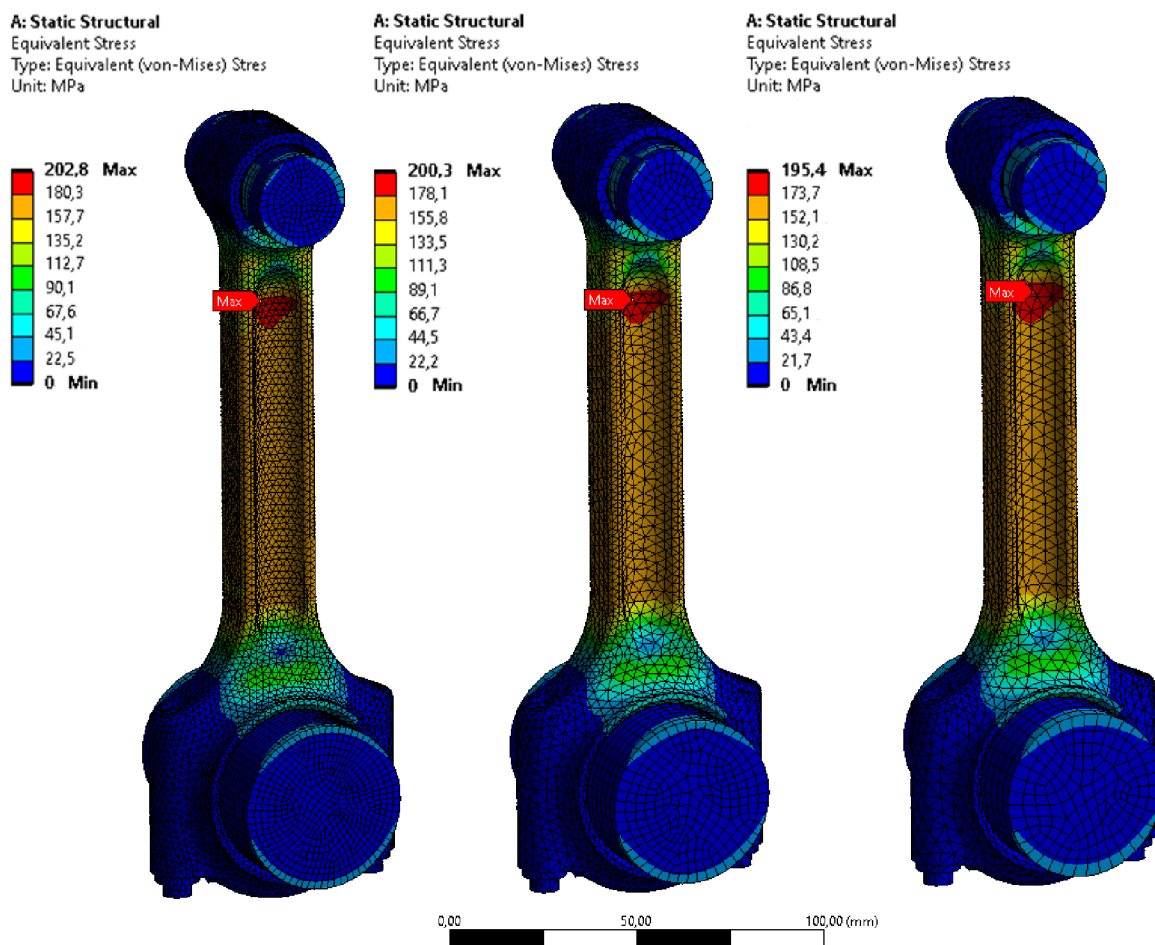 A: Static Structural
Equivalent Stress
Type: Equivalent (von-Mises) Stres
Unit: MPa
202,8 Max
180,3
157,7
135,2
112,7
90,1
67,6
45,1
22,5
0 Min
Max
A: Static Structural
Equivalent Stress
Type: Equivalent (von-Mises) Stress
Unit: MPa
200,3 Max
178,1
155,8
133,5
111,3
89,1
66,7
44,5
22,2
0 Min
Max
A: Static Structural
Equivalent Stress
Type: Equivalent (von-Mises) Stress
Unit: MPa
195,4 Max
173,7
152,1
130,2
108,5
86,8
65,1
43,4
21,7
0 Min
Max
0,00 50,00 100,00 (mm)